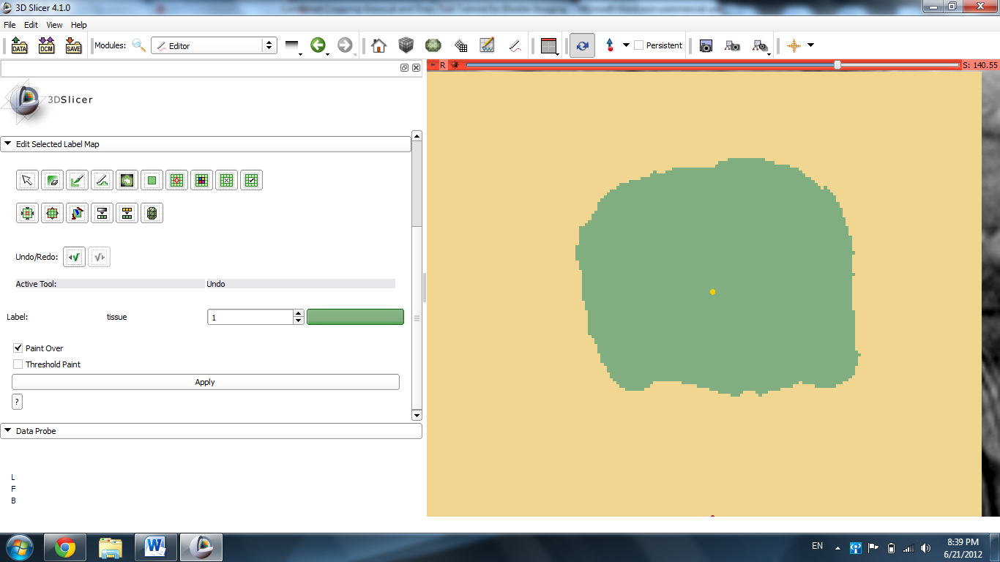 3D Slicer 4.1.0
File Edit View Help
DATA DCM SAVE Modules: Editor Persistent
R S: 140.55
3DSlicer
Edit Selected Label Map
Undo/Redo:
Active Tool: Undo
Label: tissue 1
Paint Over
Threshold Paint
Apply
?
Data Probe
L
F
B
EN 8:39 PM
6/21/2012